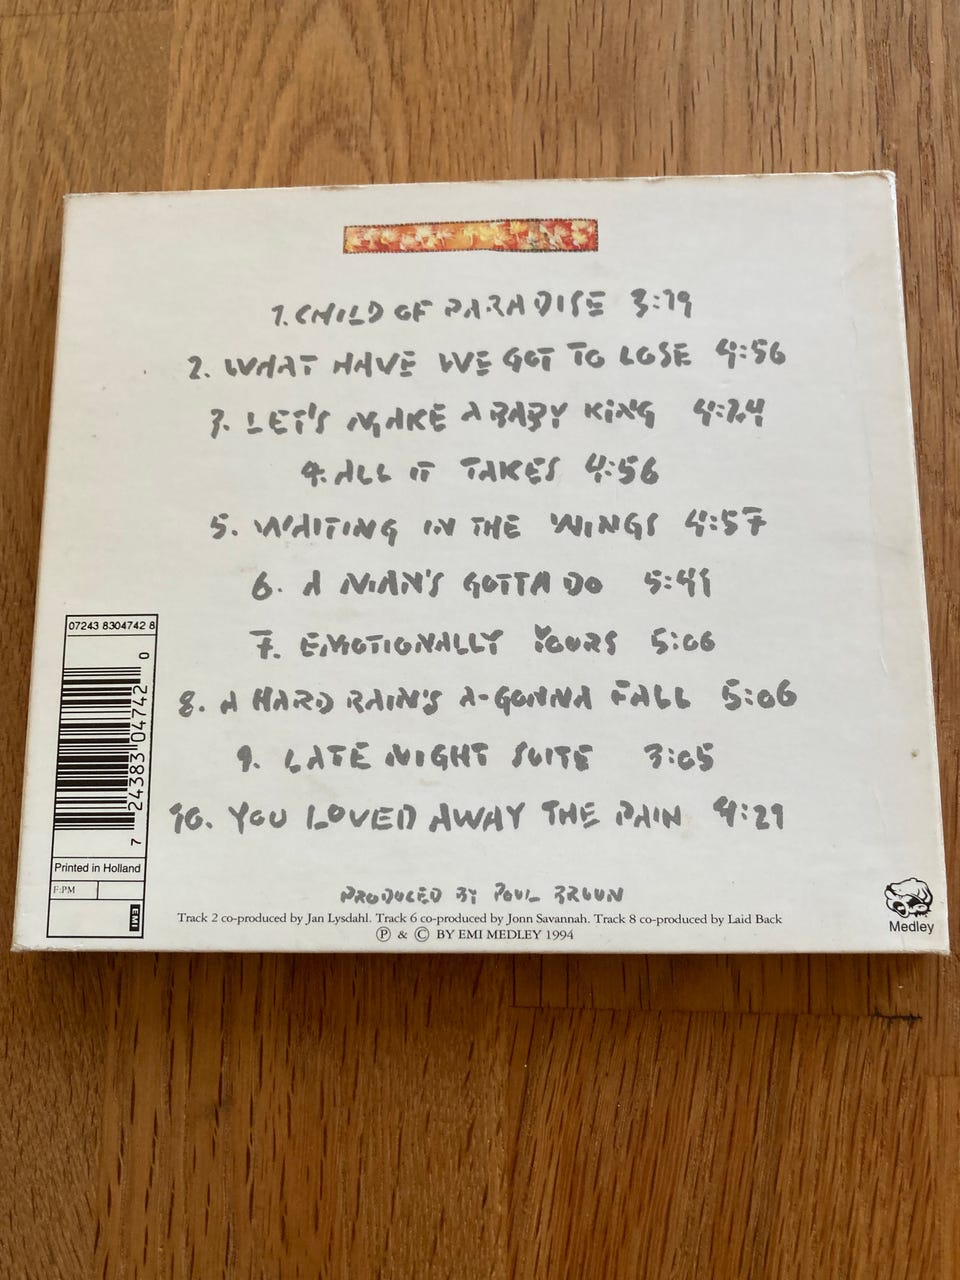 1. CHILD OF PARADISE 3:19
2. WHAT HAVE WE GOT TO LOSE 4:56
3. LET'S MAKE A BABY KING 4:24
4. ALL IT TAKES 4:56
5. WAITING IN THE WINGS 4:57
6. A MAN'S GOTTA DO 5:41
7. EMOTIONALLY YOURS 5:06
8. A HARD RAIN'S A-GONNA FALL 5:06
9. LATE NIGHT SUITE 3:05
10. YOU LOVED AWAY THE PAIN 4:29
PRODUCED BY POUL BRUUN
Track 2 co-produced by Jan Lysdahl. Track 6 co-produced by Jonn Savannah. Track 8 co-produced by Laid Back
Ⓟ & © BY EMI MEDLEY 1994
07243 8304742 8
0
7 24383 04742
Printed in Holland
F:PM
EMI
Medley